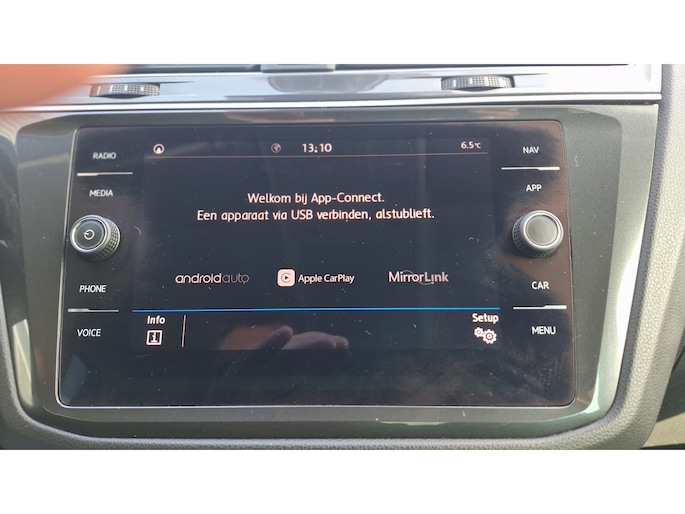 RADIO
MEDIA
PHONE
VOICE
13:10
6.5°C
Welkom bij App-Connect.
Een apparaat via USB verbinden, alstublieft.
androidauto
Apple CarPlay
MirrorLink
Info
Setup
NAV
APP
CAR
MENU